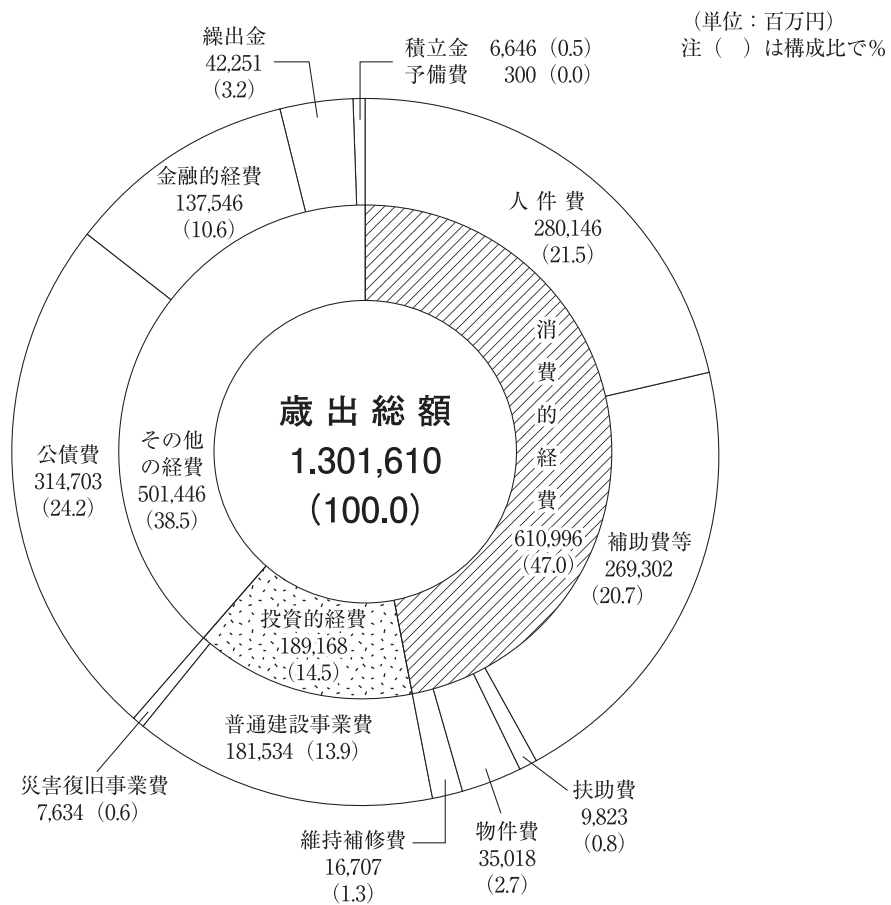 （単位：百万円）
注（　）は構成比で%
繰出金
42,251
（3.2）
積立金　6,646（0.5）
予備費　300（0.0）
金融的経費
137,546
（10.6）
人件費
280,146
（21.5）
消費的経費
610,996
（47.0）
歳出総額
1.301,610
（100.0）
その他
の経費
501,446
（38.5）
公債費
314,703
（24.2）
補助費等
269,302
（20.7）
投資的経費
189,168
（14.5）
普通建設事業費
181,534（13.9）
災害復旧事業費
7,634（0.6）
維持補修費
16,707
（1.3）
物件費
35,018
（2.7）
扶助費
9,823
（0.8）